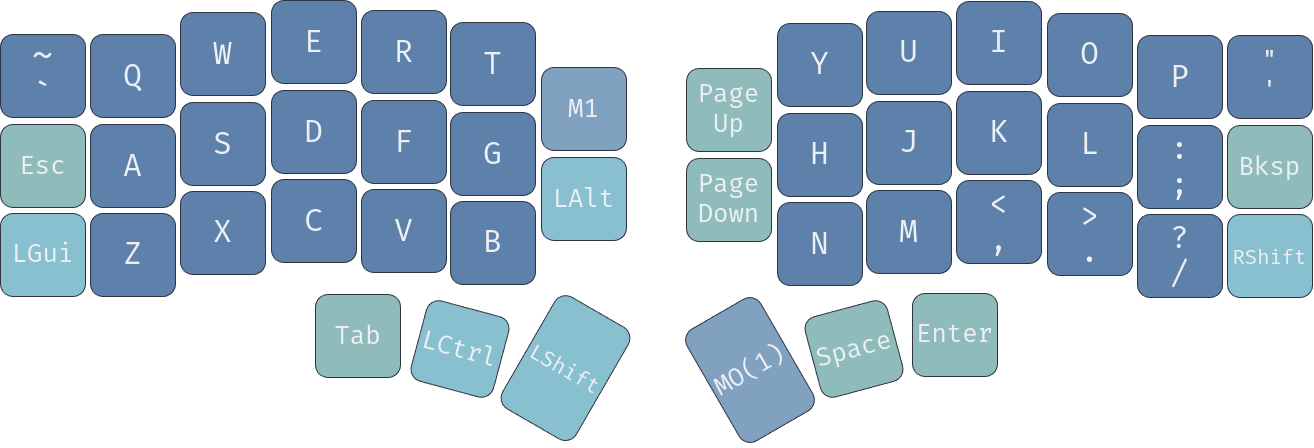 ~
`
Q
W
E
R
T
M1
Page
Up
Y
U
I
O
P
"
'
Esc
A
S
D
F
G
LAlt
Page
Down
H
J
K
L
:
;
Bksp
LGui
Z
X
C
V
B
N
M
<
,
>
.
?
/
RShift
Tab
LCtrl
LShift
MO(1)
Space
Enter